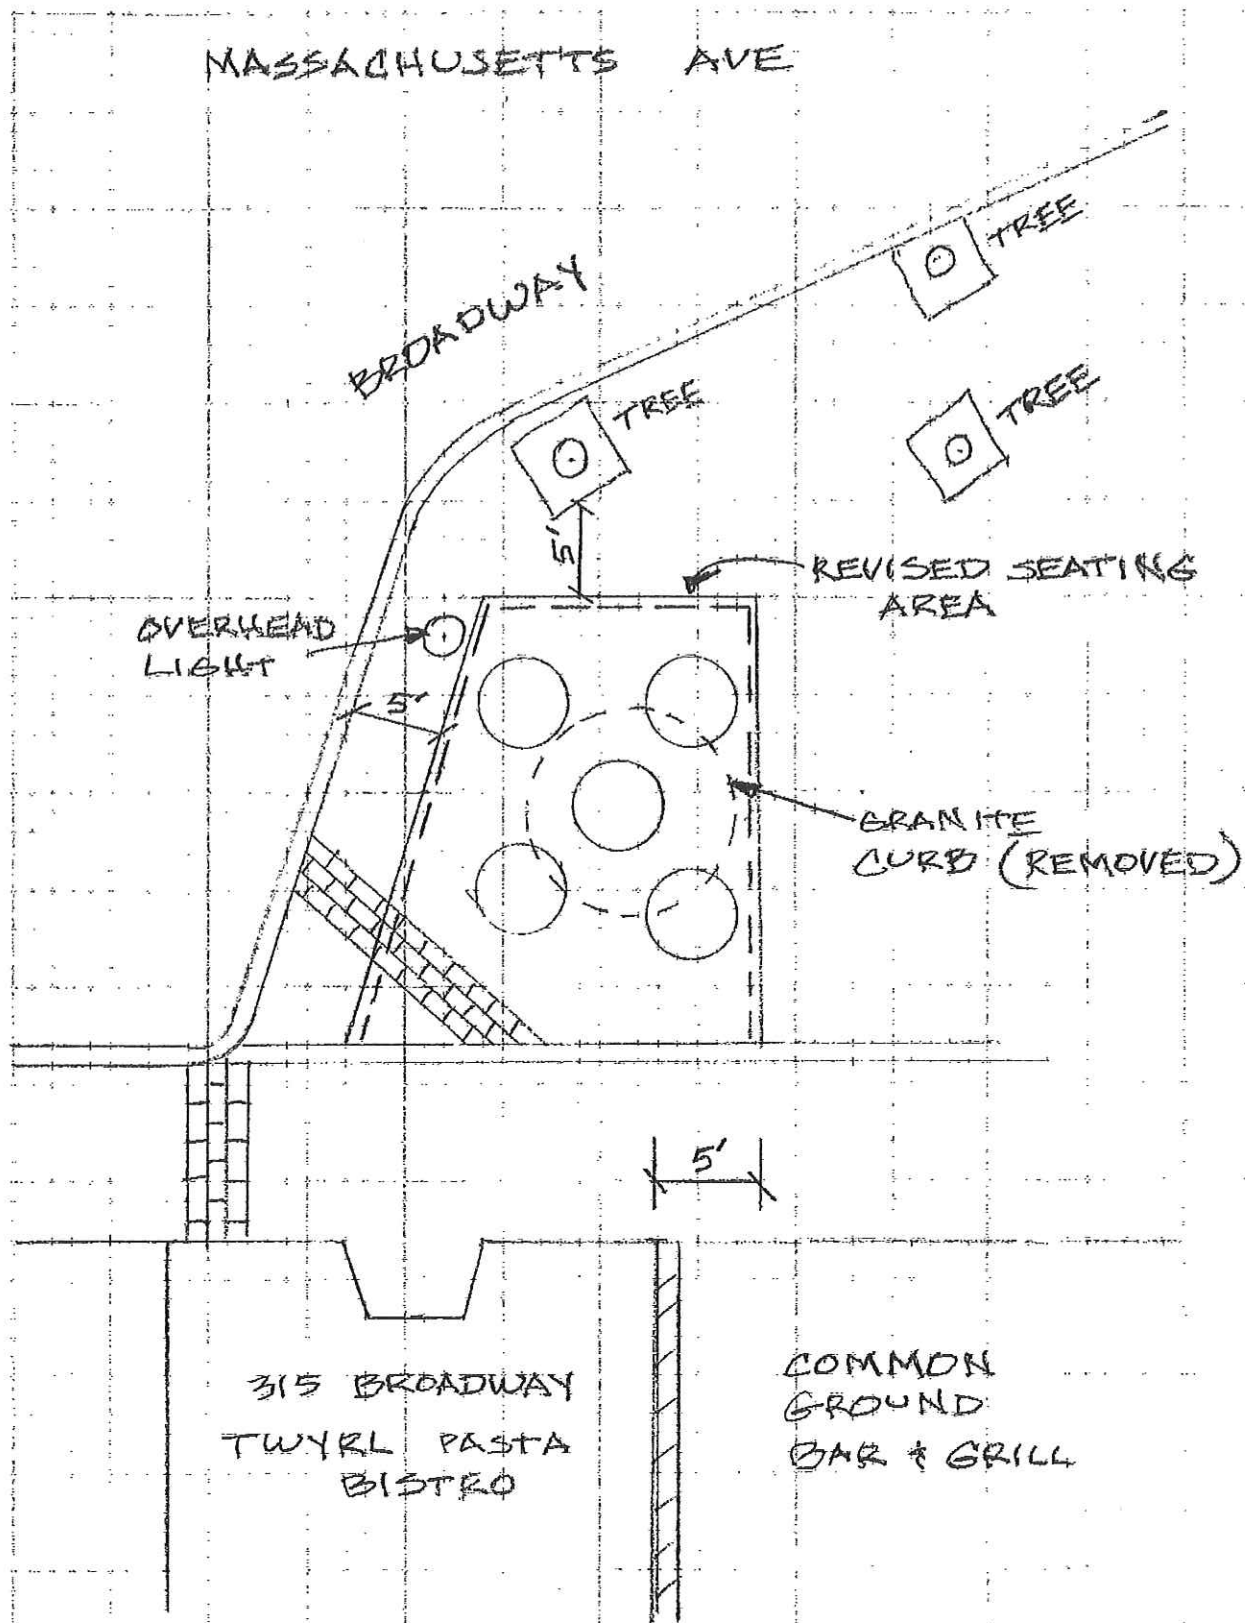 MASSACHUSETTS AVE
BROADWAY
TREE
TREE
TREE
5'
REVISED SEATING
AREA
OVERHEAD
LIGHT
5'
GRANITE
CURB (REMOVED)
5'
315 BROADWAY
TWYRL PASTA
BISTRO
COMMON
GROUND
BAR & GRILL